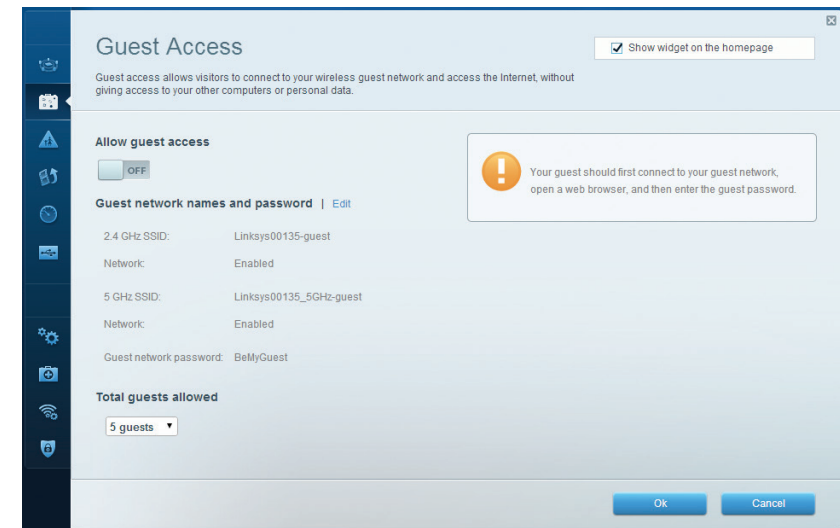 Guest Access
Show widget on the homepage
Guest access allows visitors to connect to your wireless guest network and access the Internet, without
giving access to your other computers or personal data.
Allow guest access
OFF
Your guest should first connect to your guest network,
open a web browser, and then enter the guest password.
Guest network names and password | Edit
2.4 GHz SSID: Linksys00135-guest
Network: Enabled
5 GHz SSID: Linksys00135_5GHz-guest
Network: Enabled
Guest network password: BeMyGuest
Total guests allowed
5 guests
Ok Cancel